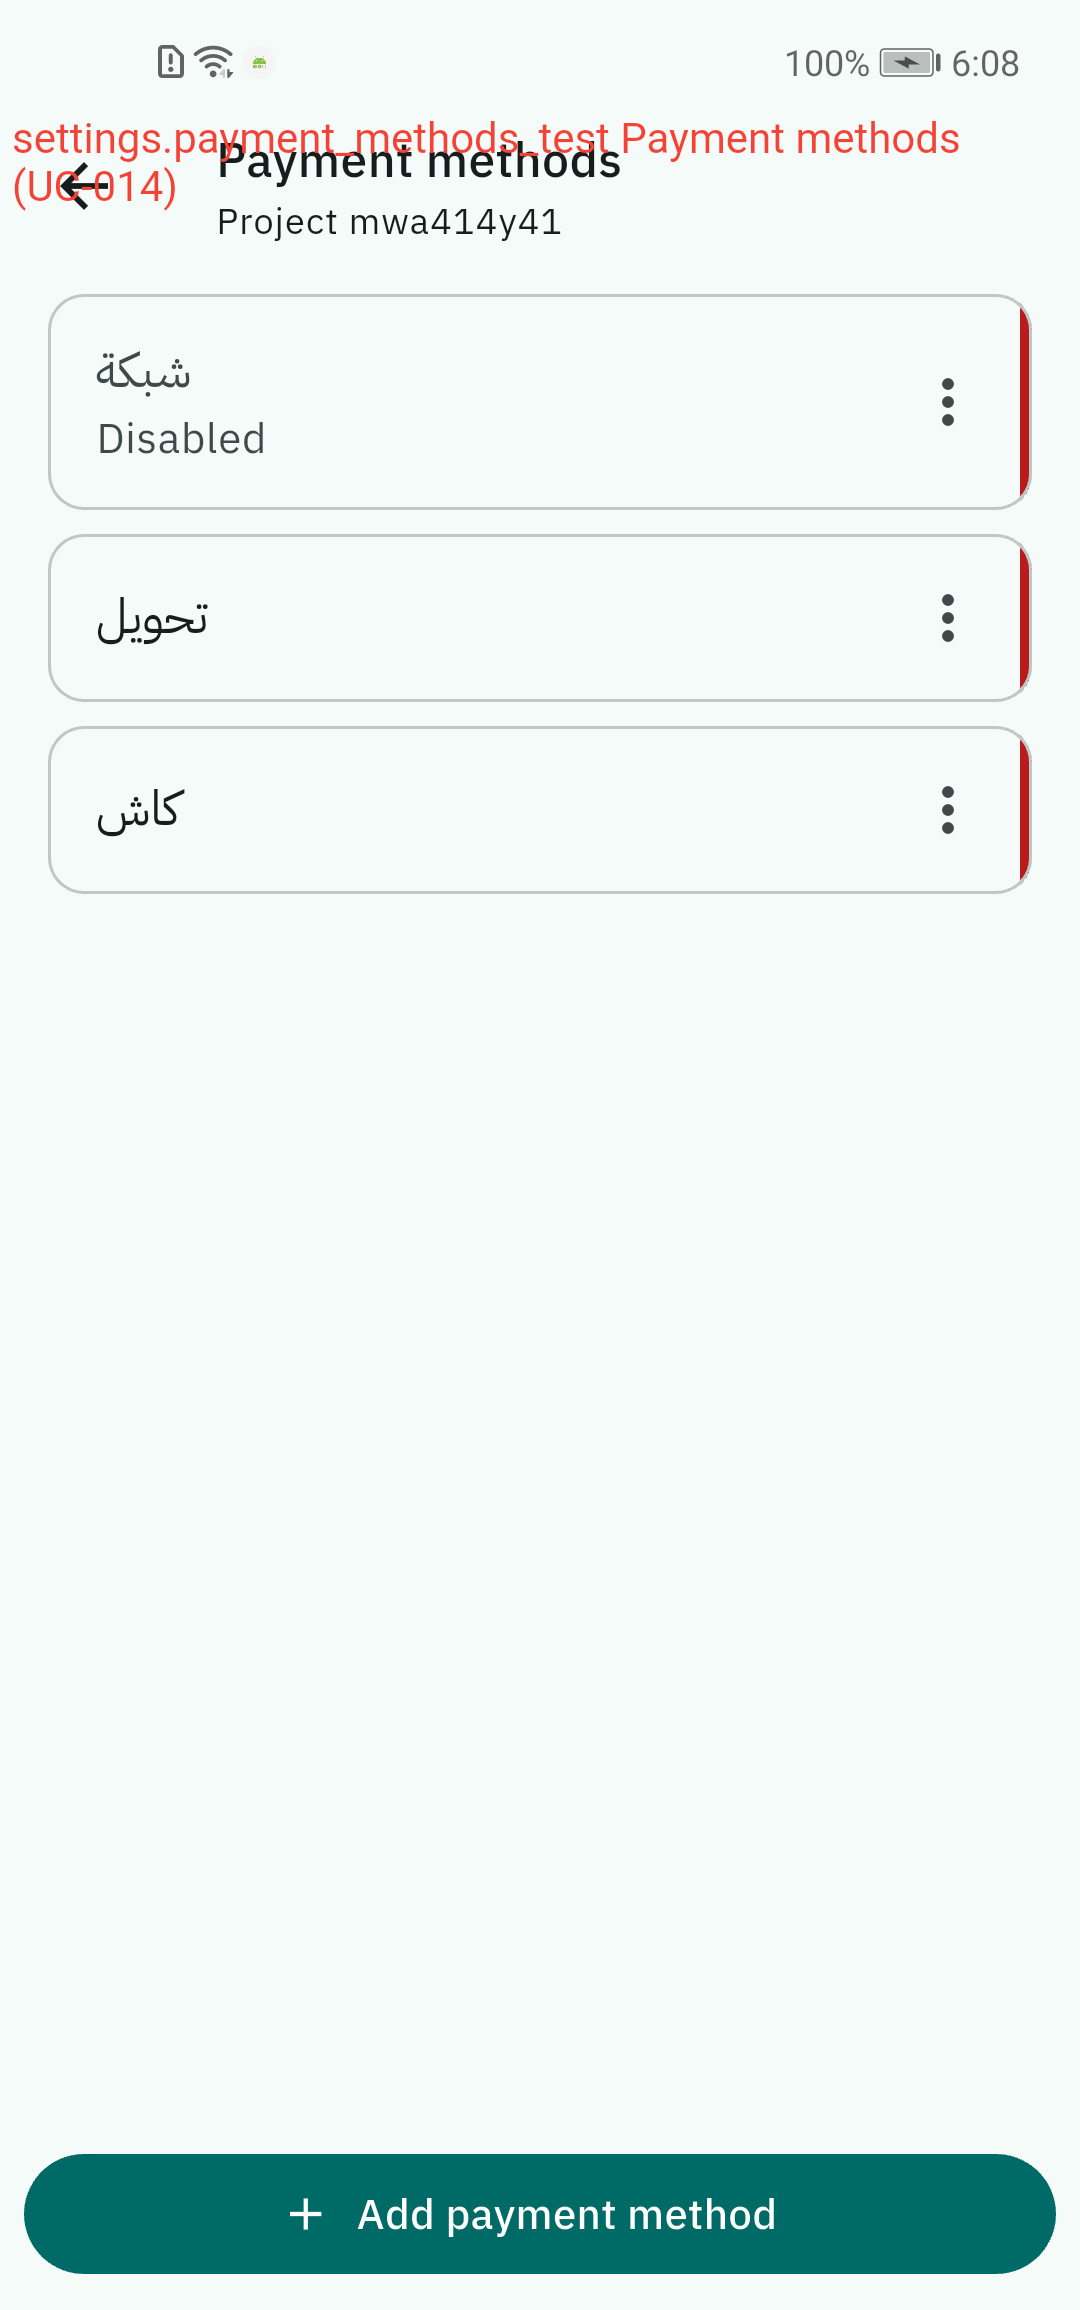 100% 6:08
settings.payment_methods_test Payment methods
(UC-014)
Payment methods
Project mwa414y41
شبكة
Disabled
تحويل
كاش
+ Add payment method